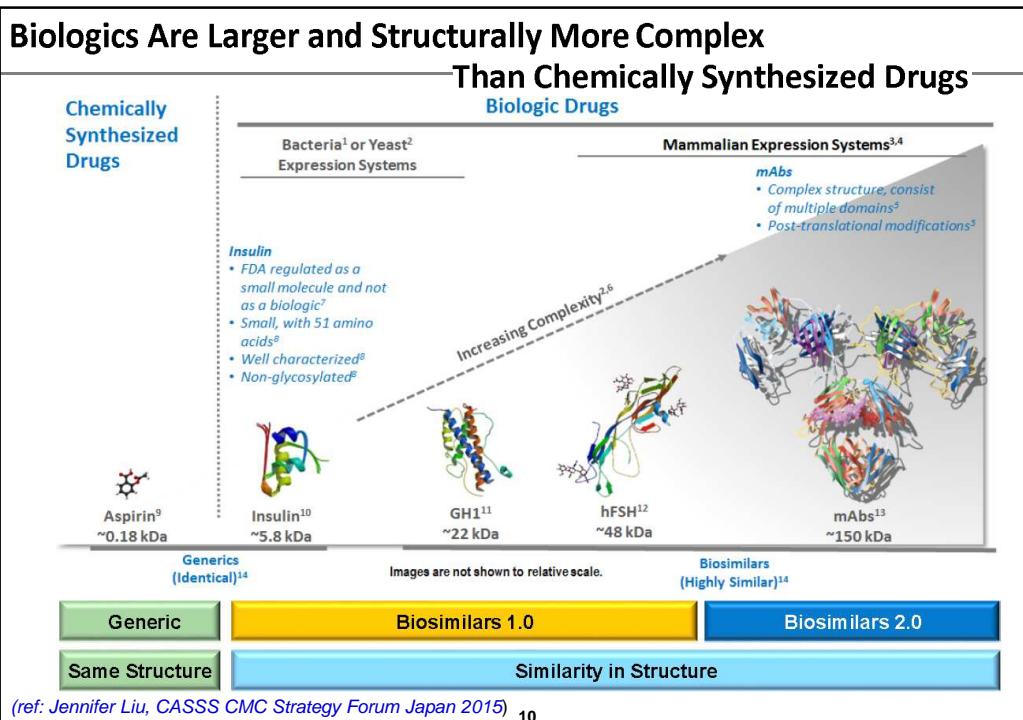 Biologics Are Larger and Structurally More Complex
Than Chemically Synthesized Drugs
Chemically
Synthesized
Drugs
Biologic Drugs
Bacteria¹ or Yeast²
Expression Systems
Mammalian Expression Systems³,⁴
mAbs
• Complex structure, consist
of multiple domains⁵
• Post-translational modifications⁵
Insulin
• FDA regulated as a
small molecule and not
as a biologic⁷
• Small, with 51 amino
acids⁸
• Well characterized⁸
• Non-glycosylated⁸
Increasing Complexity²,⁶
Aspirin⁹
~0.18 kDa
Insulin¹⁰
~5.8 kDa
GH1¹¹
~22 kDa
hFSH¹²
~48 kDa
mAbs¹³
~150 kDa
Generics
(Identical)¹⁴
Images are not shown to relative scale.
Biosimilars
(Highly Similar)¹⁴
Generic
Biosimilars 1.0
Biosimilars 2.0
Same Structure
Similarity in Structure
(ref: Jennifer Liu, CASSS CMC Strategy Forum Japan 2015)
10